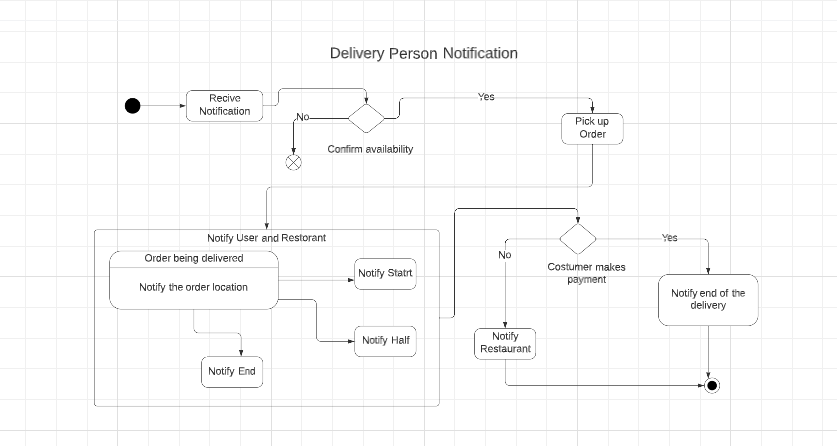 Delivery Person Notification
Recive
Notification
No
Yes
Confirm availability
Pick up
Order
Notify User and Restorant
Order being delivered
Notify the order location
Notify Statrt
Notify Half
Notify End
No
Yes
Costumer makes
payment
Notify
Restaurant
Notify end of the
delivery